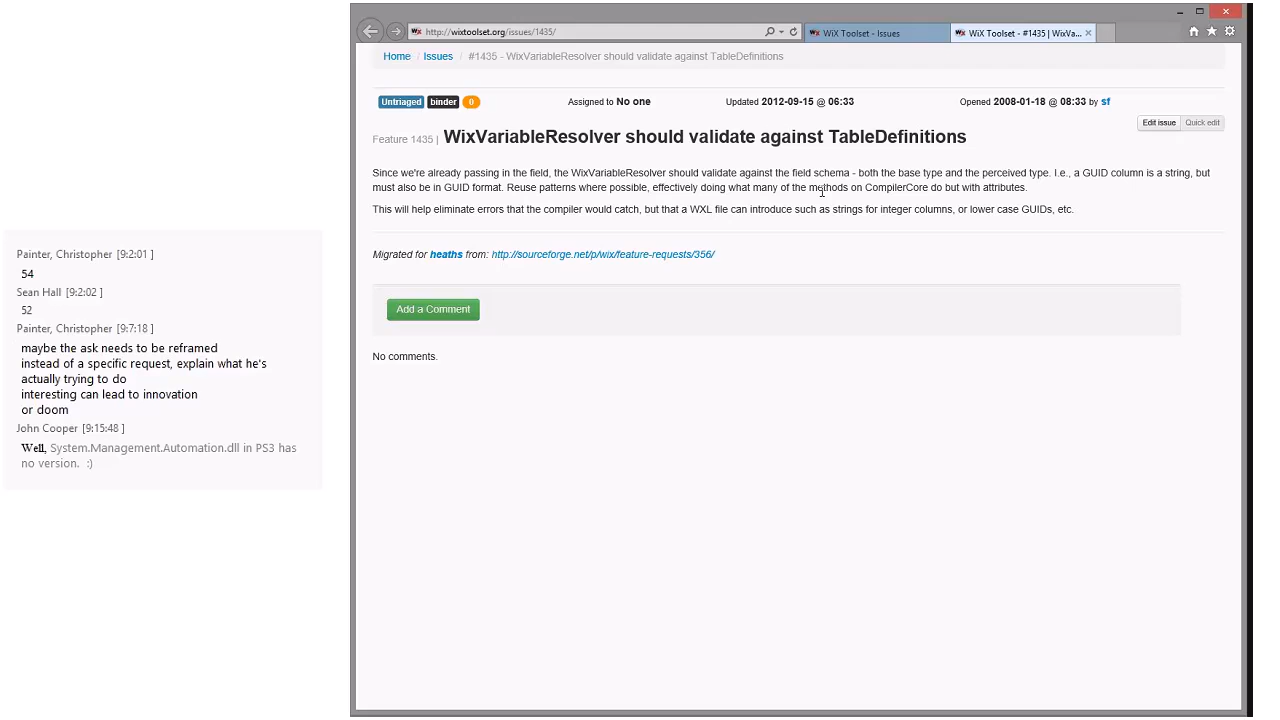 http://wixtoolset.org/issues/1435/
WiX Toolset - Issues
WiX Toolset - #1435 | WixVa...
Home / Issues / #1435 - WixVariableResolver should validate against TableDefinitions
Untriaged binder 0
Assigned to No one
Updated 2012-09-15 @ 06:33
Opened 2008-01-18 @ 08:33 by sf
Edit issue Quick edit
Feature 1435 | WixVariableResolver should validate against TableDefinitions
Since we're already passing in the field, the WixVariableResolver should validate against the field schema - both the base type and the perceived type. I.e., a GUID column is a string, but
must also be in GUID format. Reuse patterns where possible, effectively doing what many of the methods on CompilerCore do but with attributes.
This will help eliminate errors that the compiler would catch, but that a WXL file can introduce such as strings for integer columns, or lower case GUIDs, etc.
Migrated for heaths from: http://sourceforge.net/p/wix/feature-requests/356/
Add a Comment
No comments.
Painter, Christopher [9:2:01 ]
54
Sean Hall [9:2:02 ]
52
Painter, Christopher [9:7:18 ]
maybe the ask needs to be reframed
instead of a specific request, explain what he's
actually trying to do
interesting can lead to innovation
or doom
John Cooper [9:15:48 ]
Well, System.Management.Automation.dll in PS3 has
no version. :)